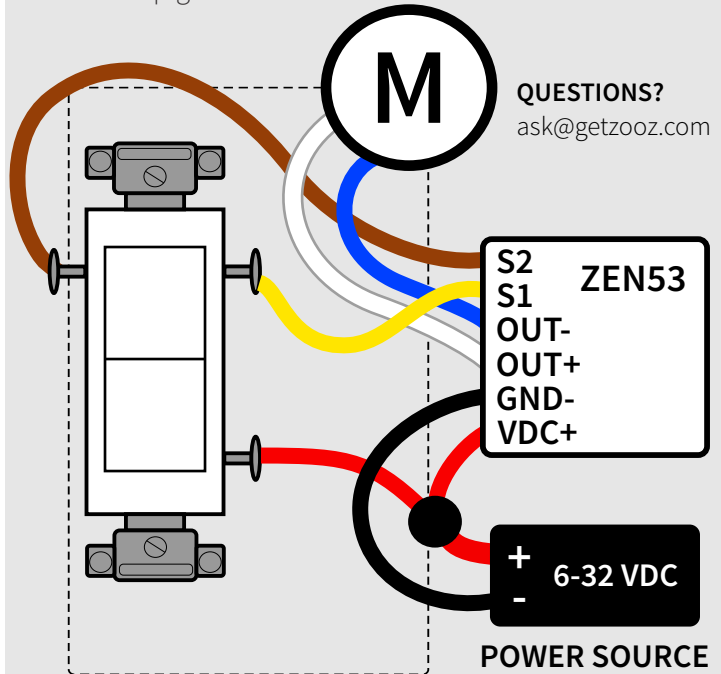 M
QUESTIONS?
ask@getzooz.com
S2
ZEN53
S1
OUT-
OUT+
GND-
VDC+
+
6-32 VDC
-
POWER SOURCE